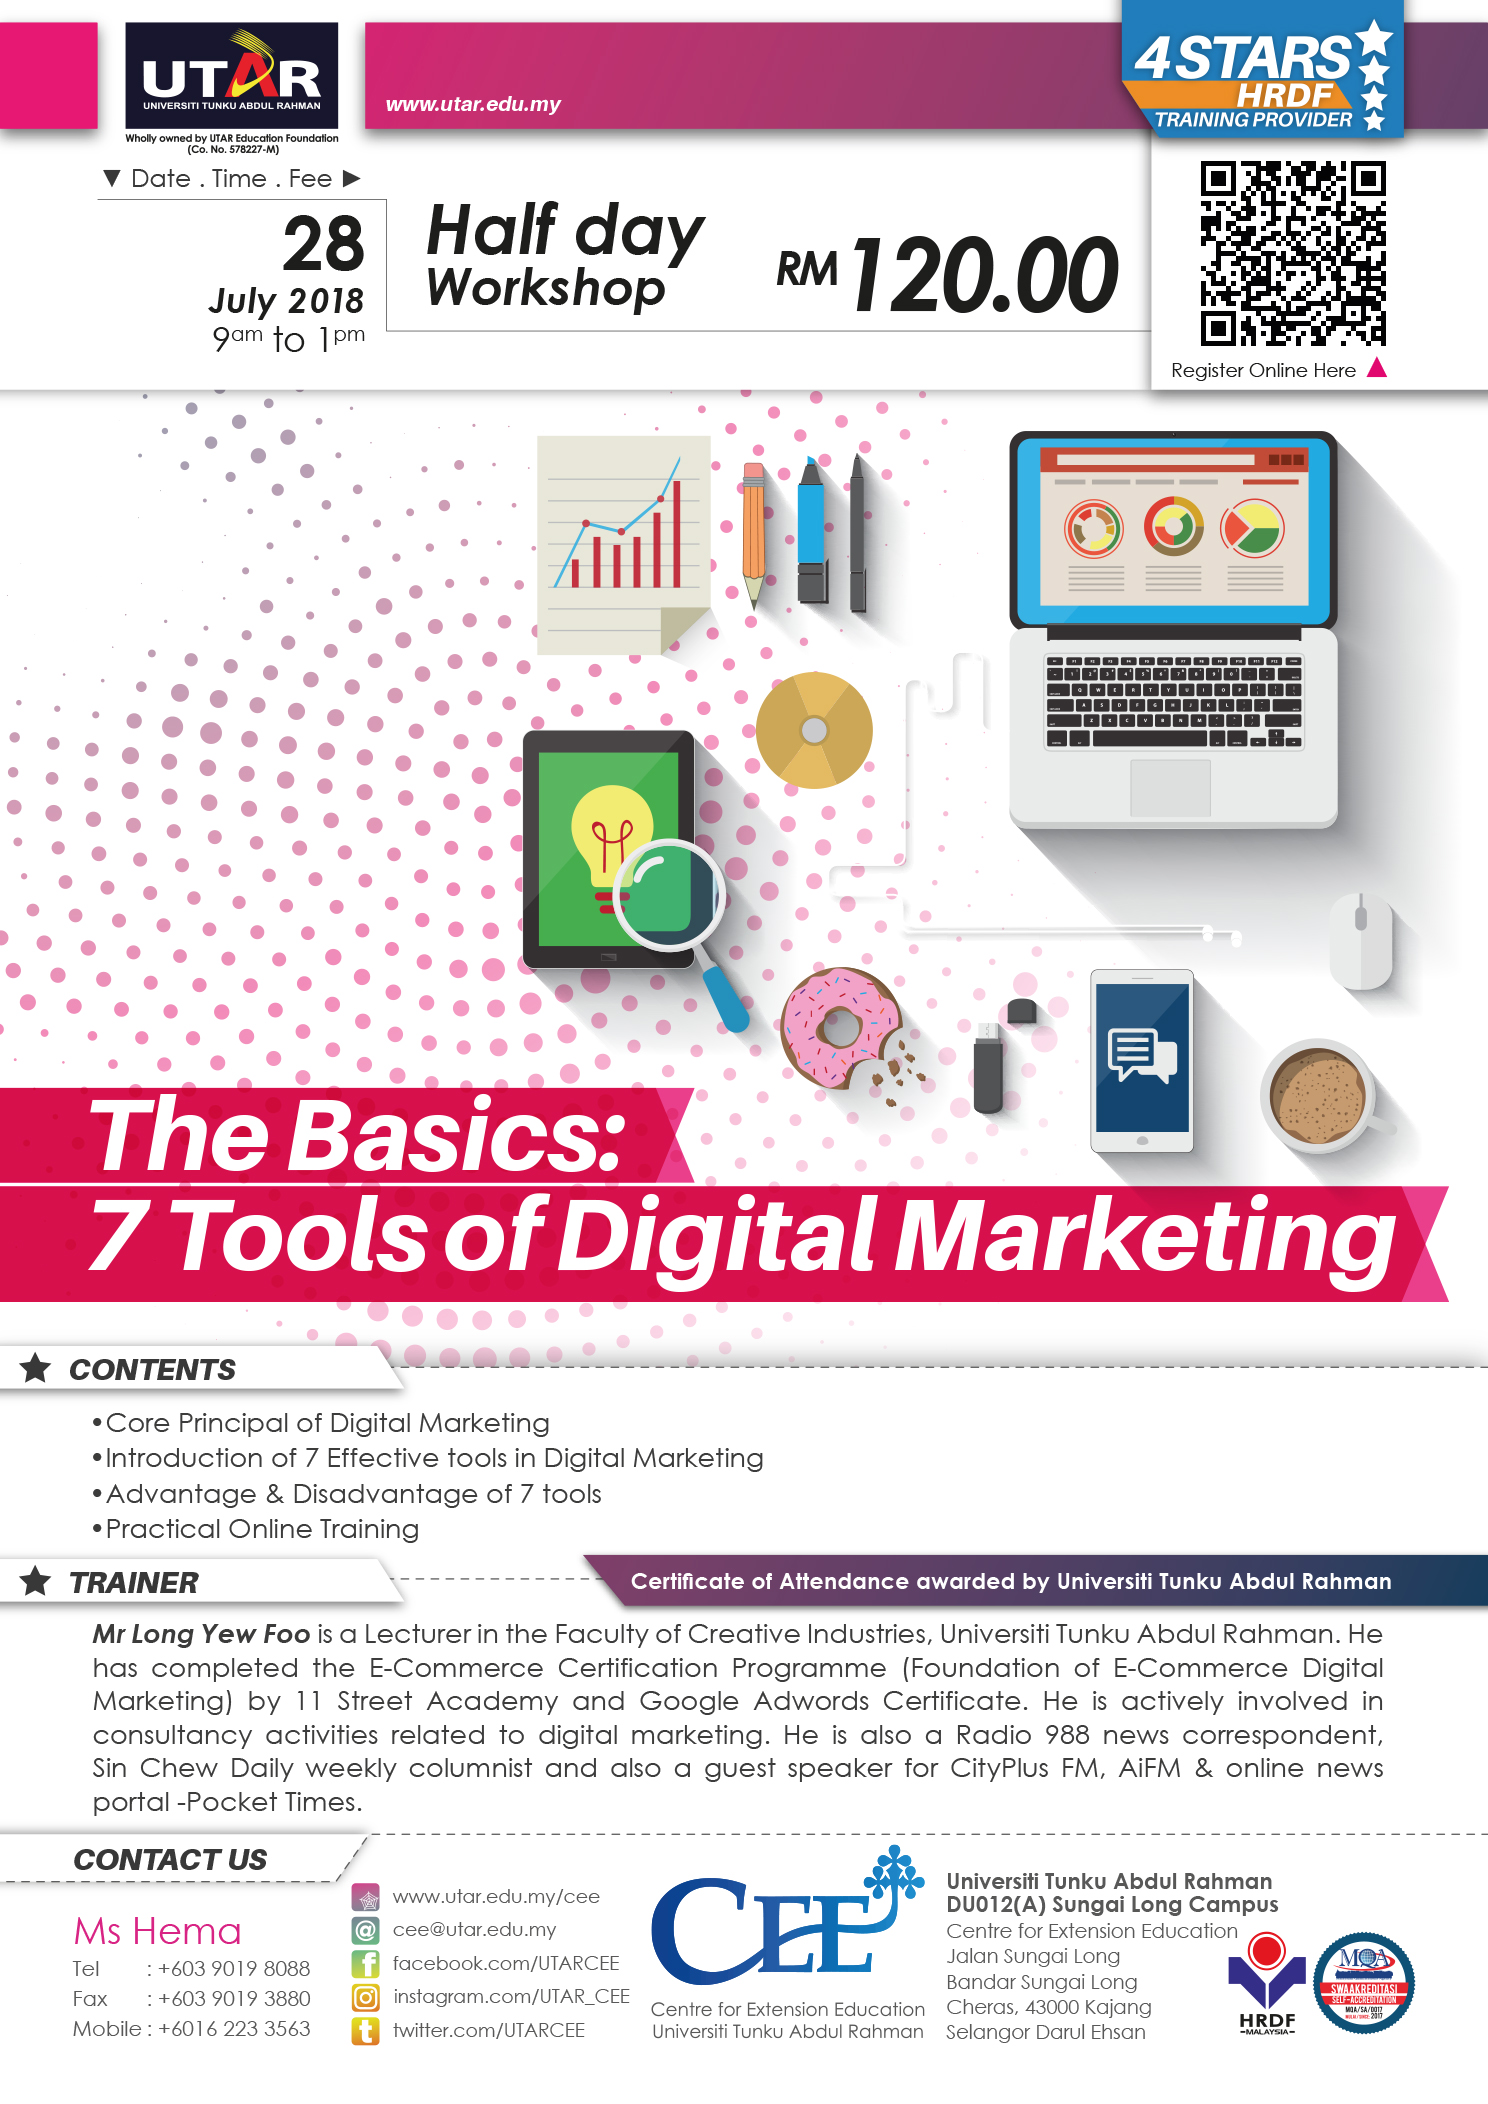 UTAR
UNIVERSITI TUNKU ABDUL RAHMAN
Wholly owned by UTAR Education Foundation
(Co. No. 578227-M)
www.utar.edu.my
4 STARS
HRDF
TRAINING PROVIDER
▼ Date . Time . Fee ►
28
July 2018
9am to 1pm
Half day
Workshop
RM 120.00
Register Online Here ▲
The Basics:
7 Tools of Digital Marketing
★ CONTENTS
•Core Principal of Digital Marketing
•Introduction of 7 Effective tools in Digital Marketing
•Advantage & Disadvantage of 7 tools
•Practical Online Training
★ TRAINER
Certificate of Attendance awarded by Universiti Tunku Abdul Rahman
Mr Long Yew Foo is a Lecturer in the Faculty of Creative Industries, Universiti Tunku Abdul Rahman. He
has completed the E-Commerce Certification Programme (Foundation of E-Commerce Digital
Marketing) by 11 Street Academy and Google Adwords Certificate. He is actively involved in
consultancy activities related to digital marketing. He is also a Radio 988 news correspondent,
Sin Chew Daily weekly columnist and also a guest speaker for CityPlus FM, AiFM & online news
portal -Pocket Times.
CONTACT US
Ms Hema
Tel : +603 9019 8088
Fax : +603 9019 3880
Mobile : +6016 223 3563
www.utar.edu.my/cee
cee@utar.edu.my
facebook.com/UTARCEE
instagram.com/UTAR_CEE
twitter.com/UTARCEE
CEE
Centre for Extension Education
Universiti Tunku Abdul Rahman
Universiti Tunku Abdul Rahman
DU012(A) Sungai Long Campus
Centre for Extension Education
Jalan Sungai Long
Bandar Sungai Long
Cheras, 43000 Kajang
Selangor Darul Ehsan
HRDF
-MALAYSIA-
MQA
SWAAKREDITASI
SELF-ACCREDITATION
MQA/SA/0017
MULAI / SINCE: 2017